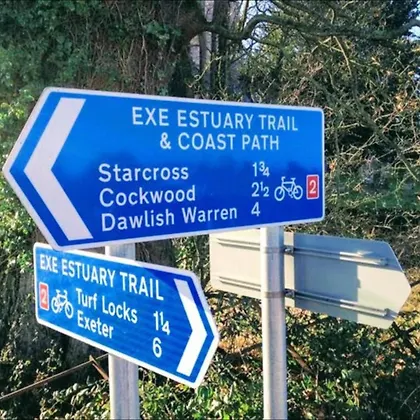 EXE ESTUARY TRAIL
& COAST PATH
Starcross 1¾
Cockwood 2½ 2
Dawlish Warren 4
EXE ESTUARY TRAIL
2 Turf Locks 1¼
Exeter 6